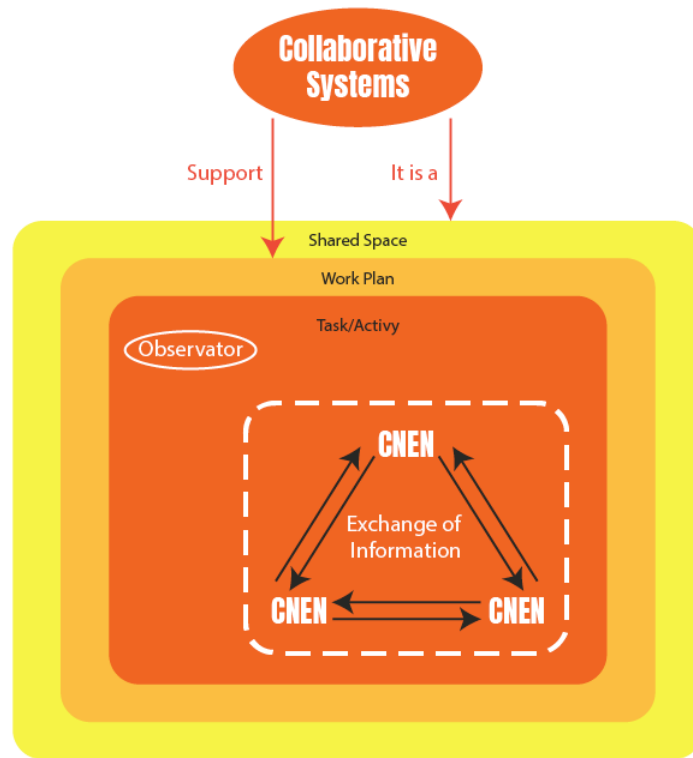 Collaborative
Systems
Support
It is a
Shared Space
Work Plan
Task/Activy
Observator
CNEN
Exchange of
Information
CNEN
CNEN